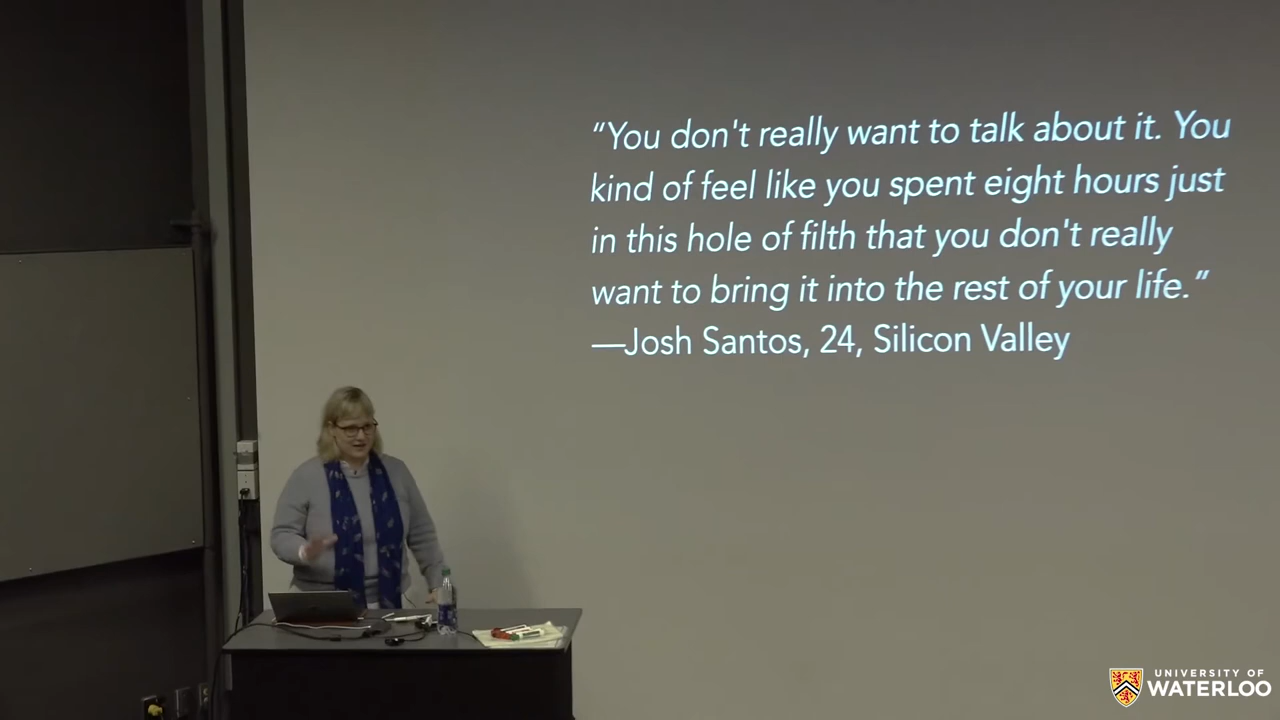 “You don't really want to talk about it. You
kind of feel like you spent eight hours just
in this hole of filth that you don't really
want to bring it into the rest of your life.”
—Josh Santos, 24, Silicon Valley
UNIVERSITY OF
WATERLOO